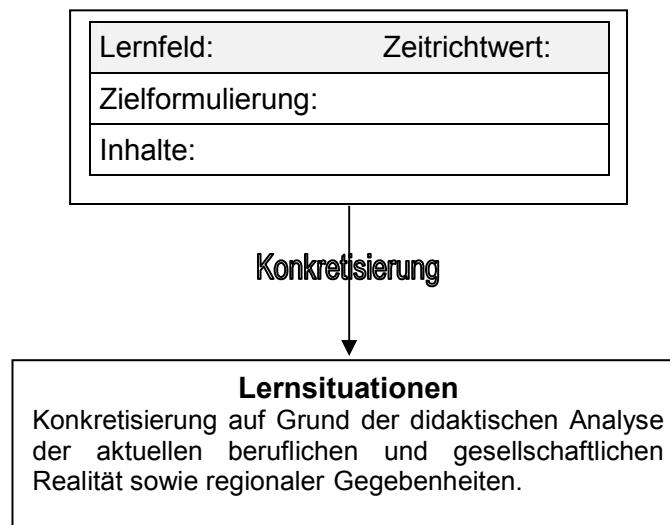 Lernfeld: Zeitrichtwert:
Zielformulierung:
Inhalte:
Konkretisierung
Lernsituationen
Konkretisierung auf Grund der didaktischen Analyse
der aktuellen beruflichen und gesellschaftlichen
Realität sowie regionaler Gegebenheiten.